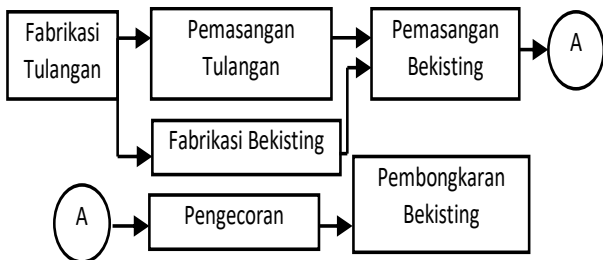 Fabrikasi
Tulangan
Pemasangan
Tulangan
Pemasangan
Bekisting
A
Fabrikasi Bekisting
A
Pengecoran
Pembongkaran
Bekisting